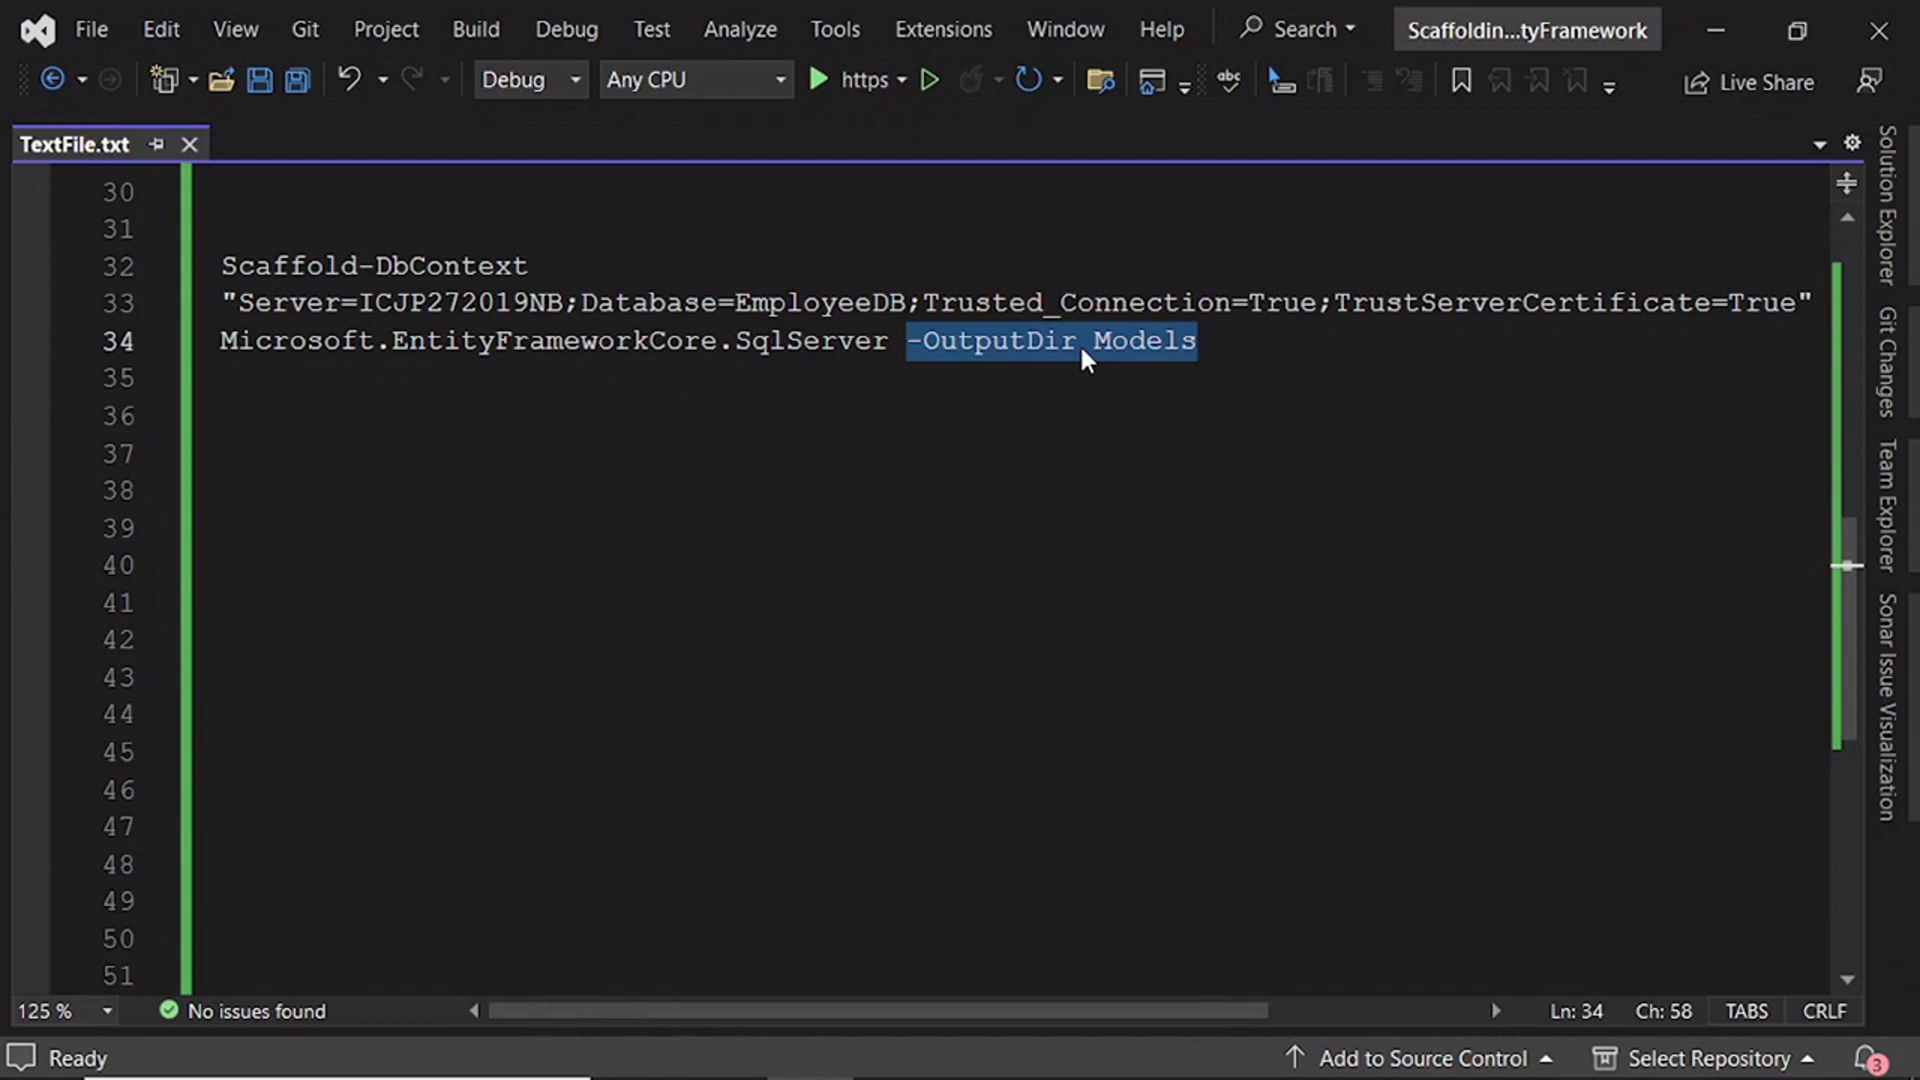 File Edit View Git Project Build Debug Test Analyze Tools Extensions Window Help Search Scaffoldin...tyFramework
Debug Any CPU https Live Share
TextFile.txt
30
31
32 Scaffold-DbContext
33 "Server=ICJP272019NB;Database=EmployeeDB;Trusted_Connection=True;TrustServerCertificate=True"
34 Microsoft.EntityFrameworkCore.SqlServer -OutputDir Models
35
36
37
38
39
40
41
42
43
44
45
46
47
48
49
50
51
Solution Explorer
Git Changes
Team Explorer
Sonar Issue Visualization
125 % No issues found Ln: 34 Ch: 58 TABS CRLF
Ready Add to Source Control Select Repository 3